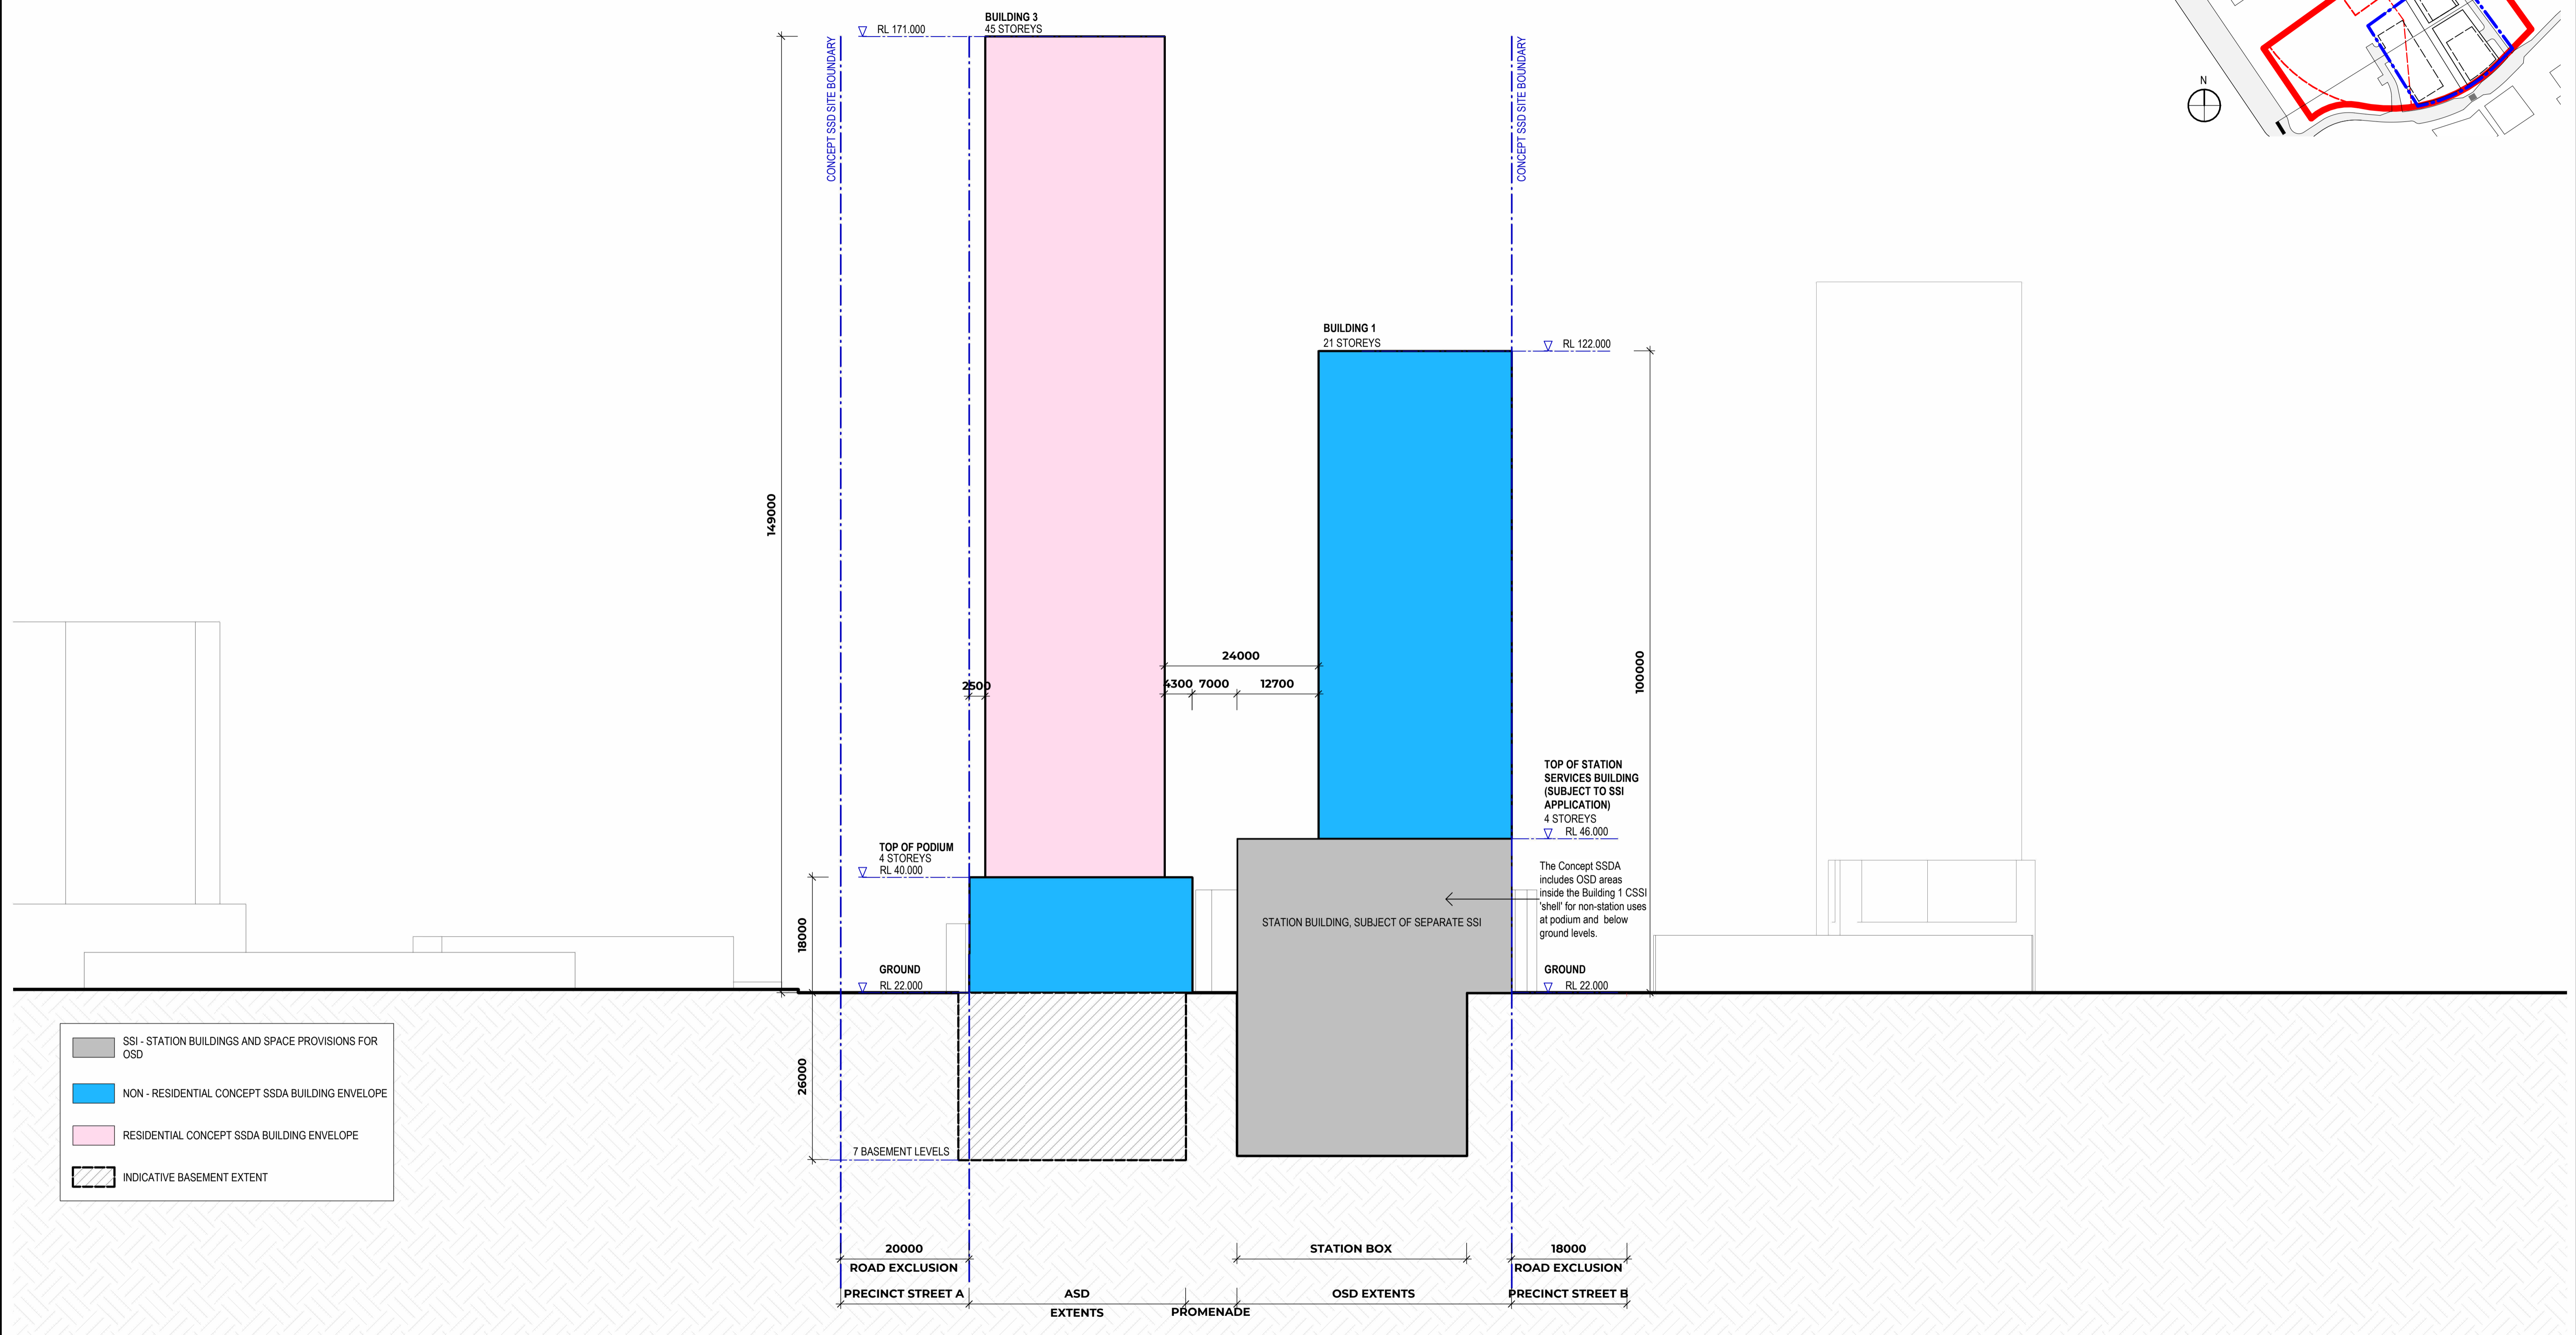 BUILDING 3
45 STOREYS
RL 171.000
CONCEPT SSD SITE BOUNDARY
CONCEPT SSD SITE BOUNDARY
N
BUILDING 1
21 STOREYS
RL 122.000
149000
24000
2500
4300
7000
12700
100000
TOP OF STATION
SERVICES BUILDING
(SUBJECT TO SSI
APPLICATION)
4 STOREYS
RL 46.000
TOP OF PODIUM
4 STOREYS
RL 40.000
The Concept SSDA
includes OSD areas
inside the Building 1 CSSI
'shell' for non-station uses
at podium and below
ground levels.
STATION BUILDING, SUBJECT OF SEPARATE SSI
18000
GROUND
RL 22.000
GROUND
RL 22.000
SSI - STATION BUILDINGS AND SPACE PROVISIONS FOR
OSD
NON - RESIDENTIAL CONCEPT SSDA BUILDING ENVELOPE
RESIDENTIAL CONCEPT SSDA BUILDING ENVELOPE
INDICATIVE BASEMENT EXTENT
26000
7 BASEMENT LEVELS
20000
ROAD EXCLUSION
STATION BOX
18000
ROAD EXCLUSION
PRECINCT STREET A
ASD
EXTENTS
PROMENADE
OSD EXTENTS
PRECINCT STREET B